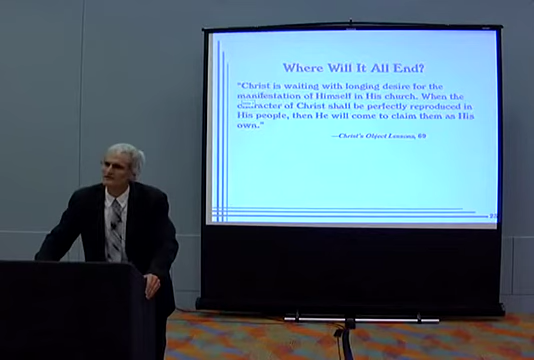 Where Will It All End?
"Christ is waiting with longing desire for the
manifestation of Himself in His church. When the
character of Christ shall be perfectly reproduced in
His people, then He will come to claim them as His
own."
—Christ's Object Lessons, 69